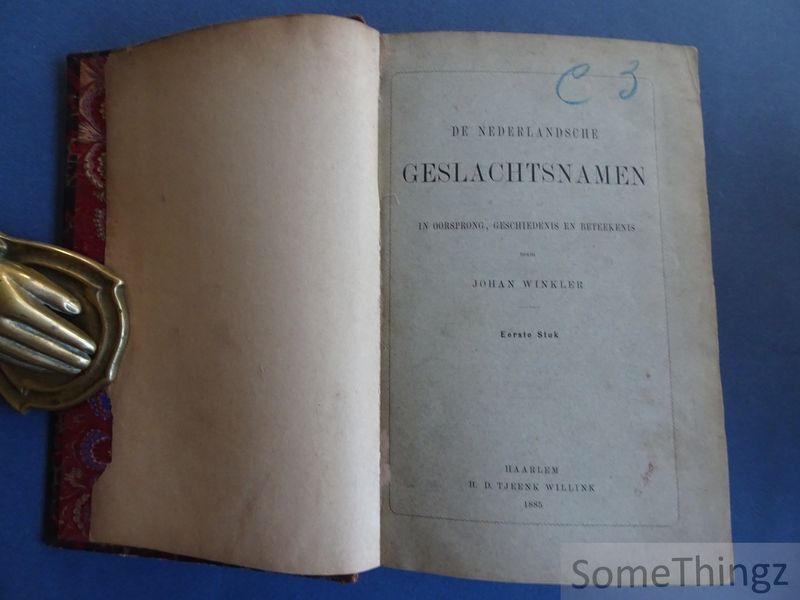 C 3
DE NEDERLANDSCHE
GESLACHTSNAMEN
IN OORSPRONG, GESCHIEDENIS EN BETEEKENIS
DOOR
JOHAN WINKLER
Eerste Stuk
HAARLEM
H. D. TJEENK WILLINK
1885
SomeThingz